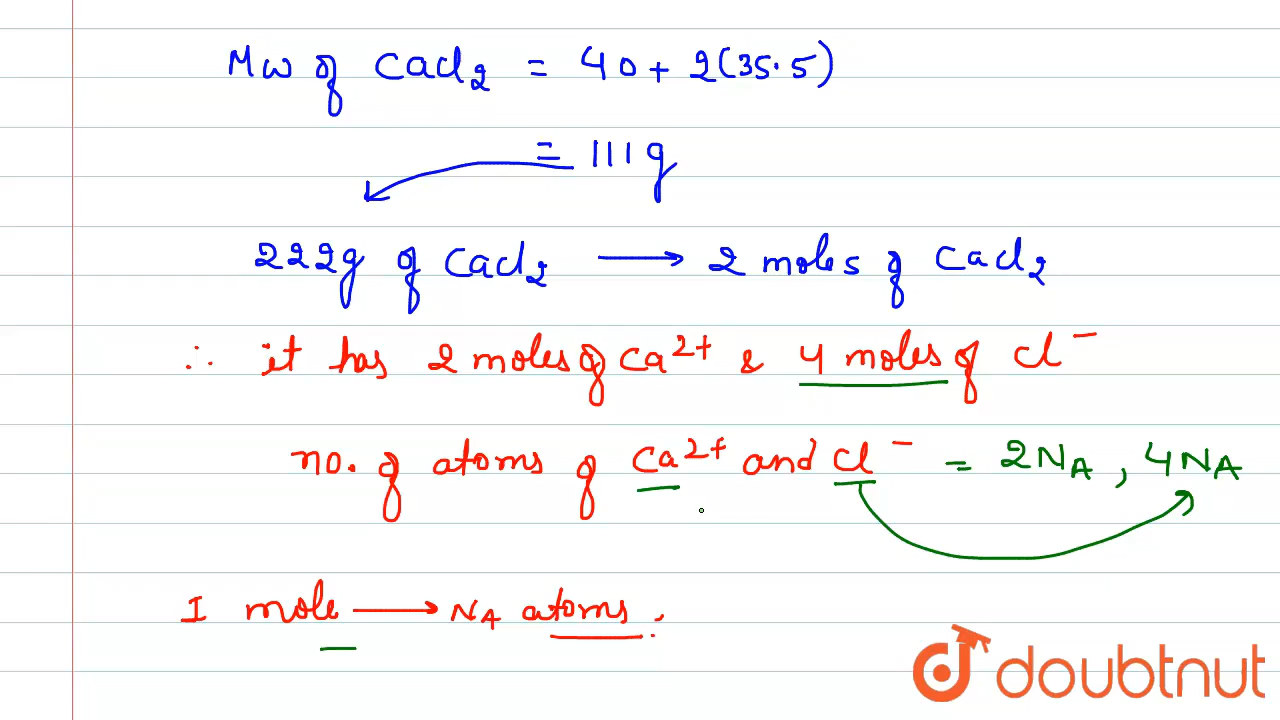 Mw of CaCl2 = 40 + 2(35.5)
= 111g
222g of CaCl2 ⟶ 2 moles of CaCl2
∴ it has 2 moles of Ca2+ & 4 moles of Cl−
no. of atoms of Ca2+ and Cl− = 2NA, 4NA
1 mole ⟶ NA atoms.
doubtnut